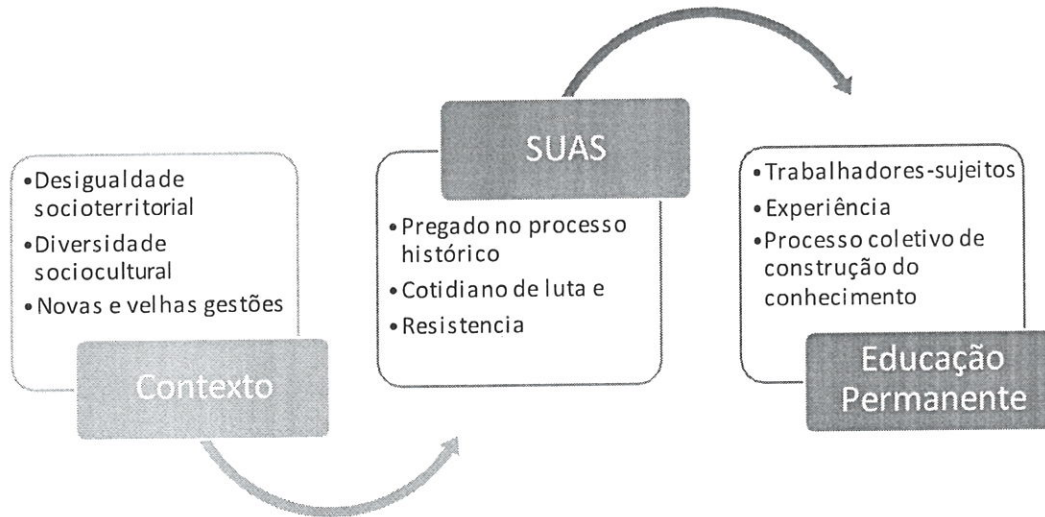 •Desigualdade
socioterritorial
•Diversidade
sociocultural
•Novas e velhas gestões
Contexto
SUAS
•Pregado no processo
histórico
•Cotidiano de luta e
•Resistencia
•Trabalhadores-sujeitos
•Experiência
•Processo coletivo de
construção do
conhecimento
Educação
Permanente